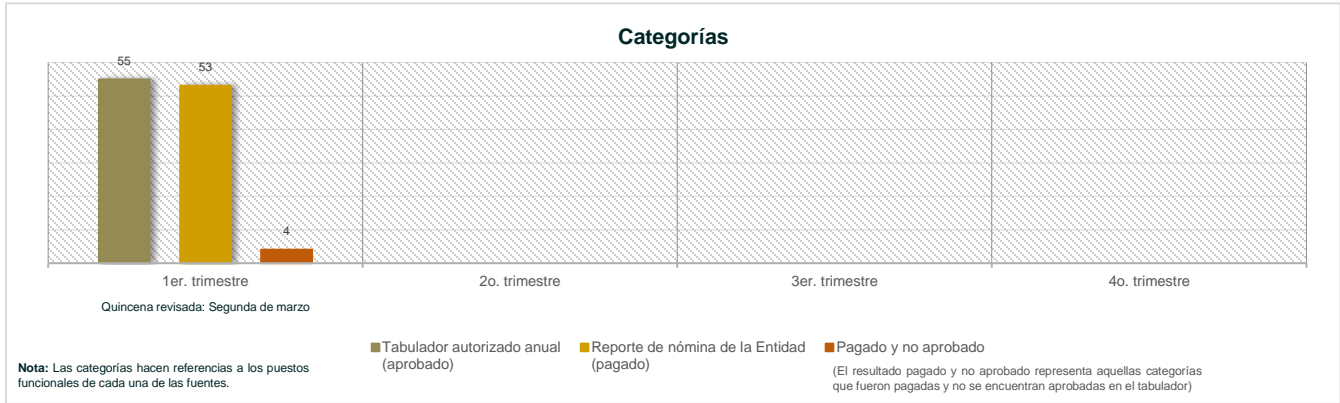 Categorías
55
53
4
1er. trimestre
2o. trimestre
3er. trimestre
4o. trimestre
Quincena revisada: Segunda de marzo
Tabulador autorizado anual
(aprobado)
Reporte de nómina de la Entidad
(pagado)
Pagado y no aprobado
(El resultado pagado y no aprobado representa aquellas categorías
que fueron pagadas y no se encuentran aprobadas en el tabulador)
Nota: Las categorías hacen referencias a los puestos
funcionales de cada una de las fuentes.